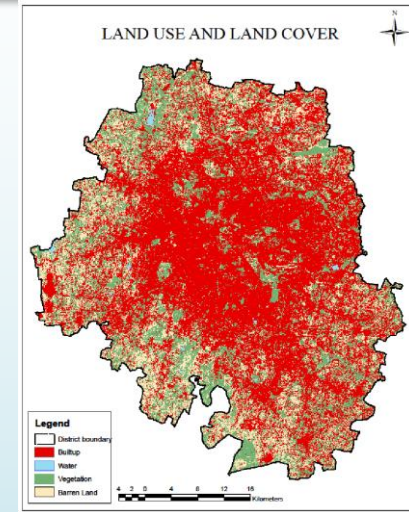 N
LAND USE AND LAND COVER
Legend
District boundary
Builtup
Water
Vegetation
Barren Land
4 2 0 4 8 12 16
Kilometers